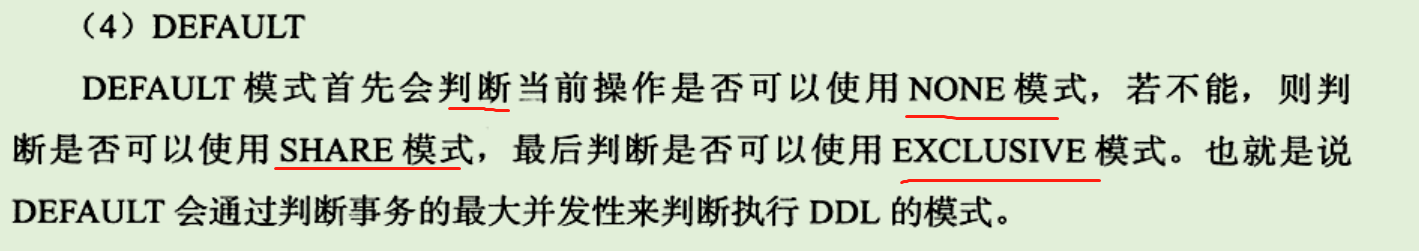 （4）DEFAULT
DEFAULT 模式首先会判断当前操作是否可以使用 NONE 模式，若不能，则判
断是否可以使用 SHARE 模式，最后判断是否可以使用 EXCLUSIVE 模式。也就是说
DEFAULT 会通过判断事务的最大并发性来判断执行 DDL 的模式。